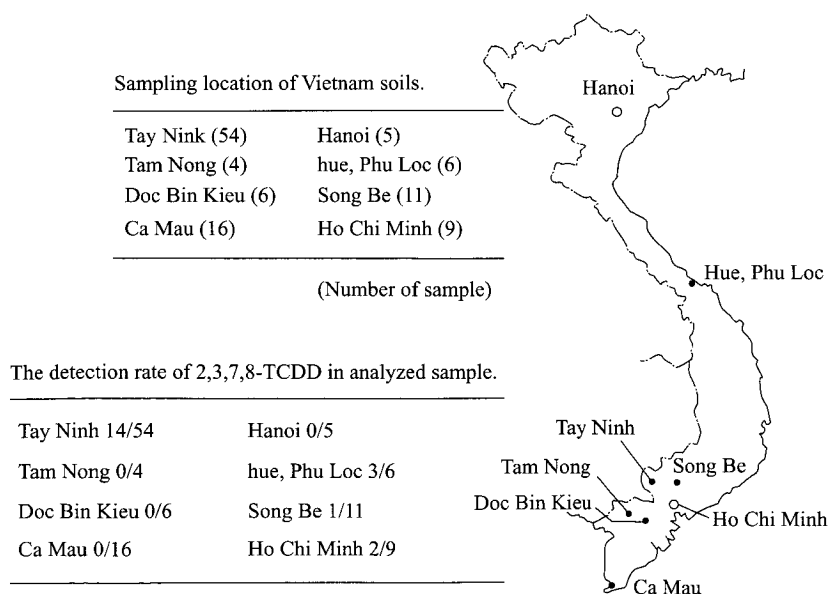 Sampling location of Vietnam soils.
Tay Nink (54) Hanoi (5)
Tam Nong (4) hue, Phu Loc (6)
Doc Bin Kieu (6) Song Be (11)
Ca Mau (16) Ho Chi Minh (9)
(Number of sample)
The detection rate of 2,3,7,8-TCDD in analyzed sample.
Tay Ninh 14/54 Hanoi 0/5
Tam Nong 0/4 hue, Phu Loc 3/6
Doc Bin Kieu 0/6 Song Be 1/11
Ca Mau 0/16 Ho Chi Minh 2/9
Hanoi
Hue, Phu Loc
Tay Ninh
Tam Nong
Song Be
Doc Bin Kieu
Ho Chi Minh
Ca Mau